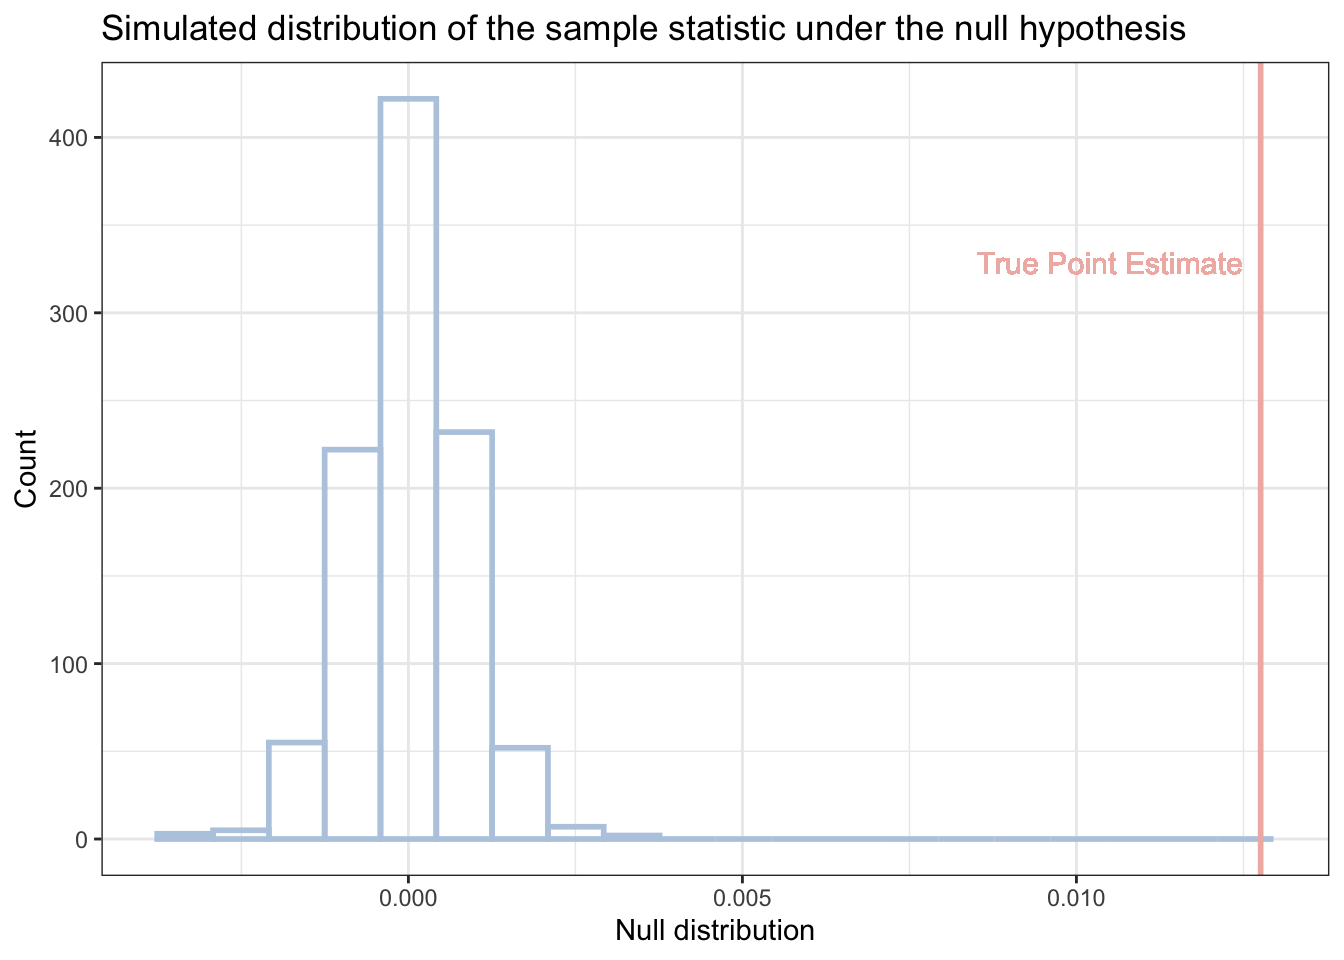 Simulated distribution of the sample statistic under the null hypothesis
400
300
200
100
0
Count
True Point Estimate
0.000
0.005
0.010
Null distribution